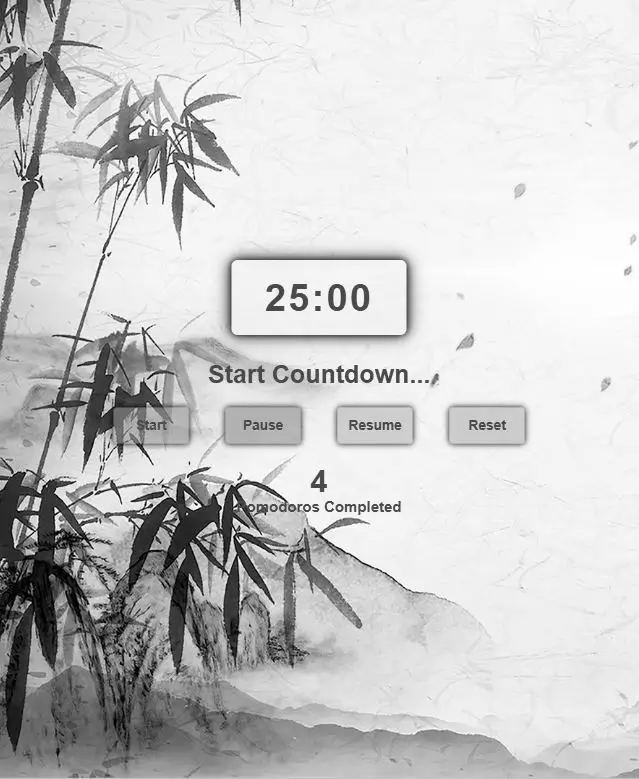 25:00
Start Countdown...
Start Pause Resume Reset
4
Pomodoros Completed